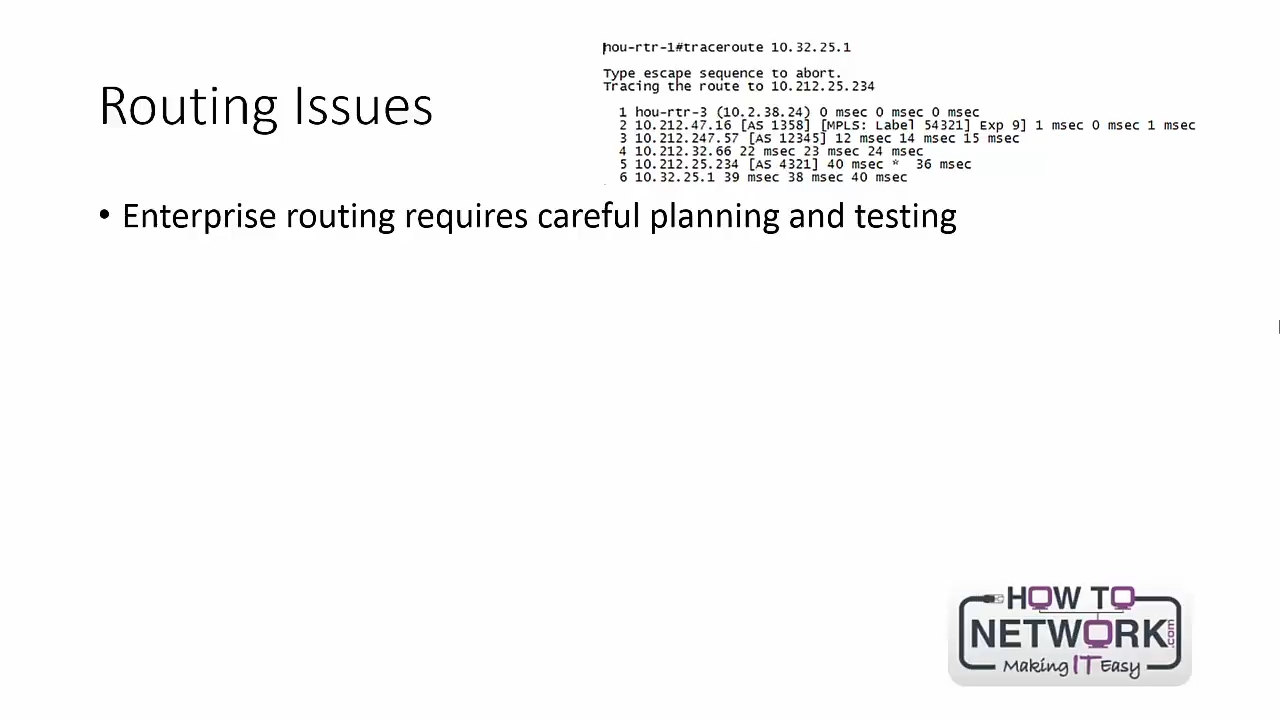 Routing Issues
hou-rtr-1#traceroute 10.32.25.1
Type escape sequence to abort.
Tracing the route to 10.212.25.234
1 hou-rtr-3 (10.2.38.24) 0 msec 0 msec 0 msec
2 10.212.47.16 [AS 1358] [MPLS: Label 54321] Exp 9] 1 msec 0 msec 1 msec
3 10.212.247.57 [AS 12345] 12 msec 14 msec 15 msec
4 10.212.32.66 22 msec 23 msec 24 msec
5 10.212.25.234 [AS 4321] 40 msec * 36 msec
6 10.32.25.1 39 msec 38 msec 40 msec
• Enterprise routing requires careful planning and testing
HOW TO
NETWORK.com
Making IT Easy